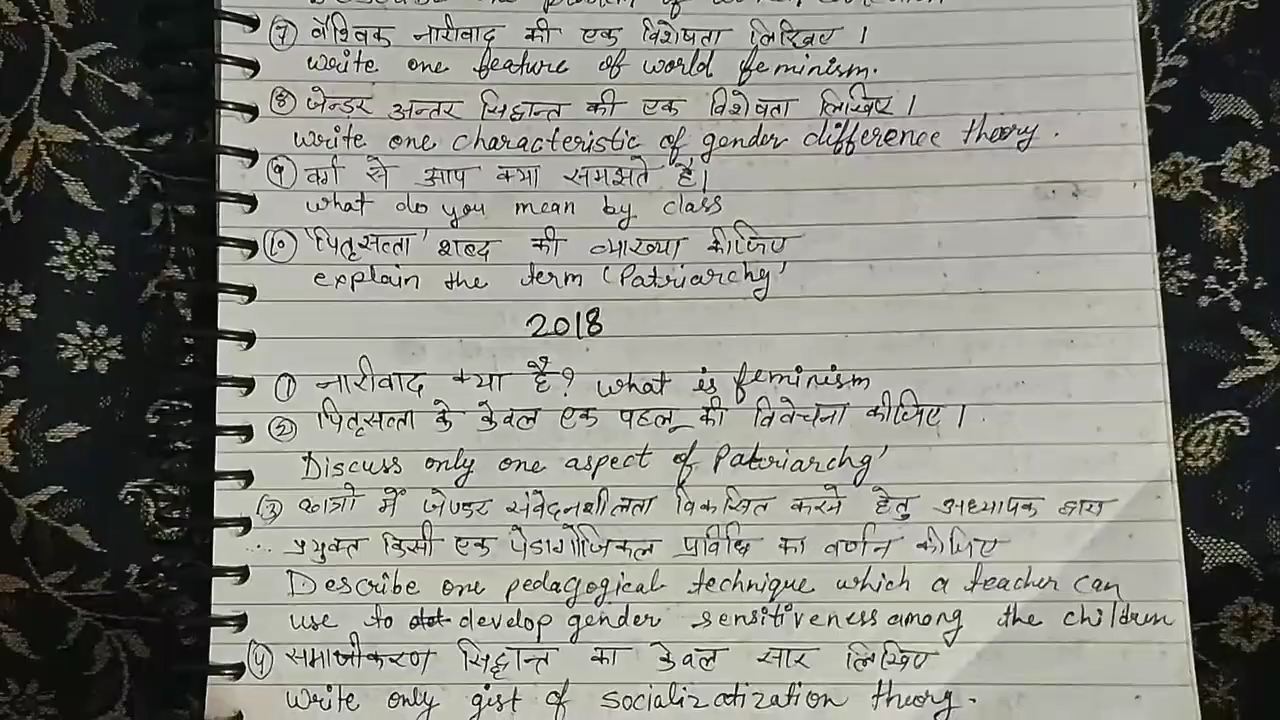 ⑦ वैश्विक नारीवाद की एक विशेषता लिखिए।
write one feature of world feminism.
⑧ जेन्डर अन्तर सिद्धान्त की एक विशेषता लिखिए।
write one characteristic of gender difference theory.
⑨ वर्ग से आप क्या समझते हैं।
what do you mean by class
⑩ 'पितृसत्ता' शब्द की व्याख्या कीजिए
explain the term 'Patriarchy'
2018
① नारीवाद क्या है? what is feminism
② पितृसत्ता के केवल एक पहलू की विवेचना कीजिए।
Discuss only one aspect of Patriarchy'
③ छात्रो में जेण्डर संवेदनशीलता विकसित करने हेतु अध्यापक द्वारा
... प्रयुक्त किसी एक पेडागोजिकल प्रविधि का वर्णन कीजिए
Describe one pedagogical technique which a teacher can
use to develop gender sensitiveness among the children
④ समाजीकरण सिद्धान्त का केवल सार लिखिए
write only gist of socializatization theory.